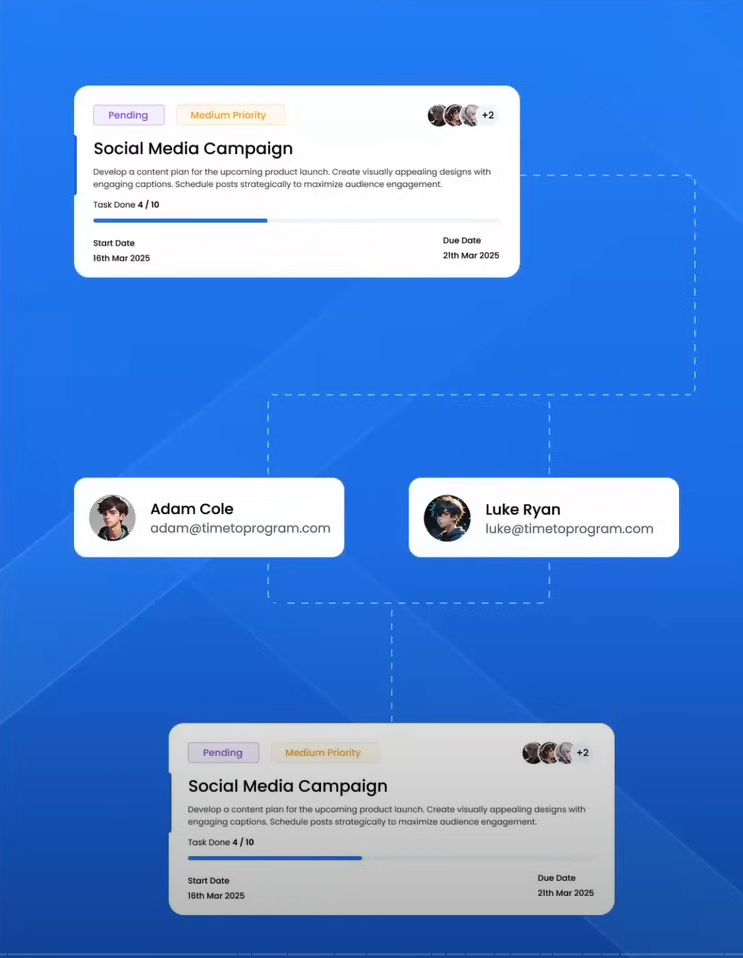 Pending
Medium Priority
+2
Social Media Campaign
Develop a content plan for the upcoming product launch. Create visually appealing designs with
engaging captions. Schedule posts strategically to maximize audience engagement.
Task Done 4 / 10
Start Date
Due Date
16th Mar 2025
21th Mar 2025
Adam Cole
adam@timetoprogram.com
Luke Ryan
luke@timetoprogram.com
Pending
Medium Priority
+2
Social Media Campaign
Develop a content plan for the upcoming product launch. Create visually appealing designs with
engaging captions. Schedule posts strategically to maximize audience engagement.
Task Done 4 / 10
Start Date
Due Date
16th Mar 2025
21th Mar 2025